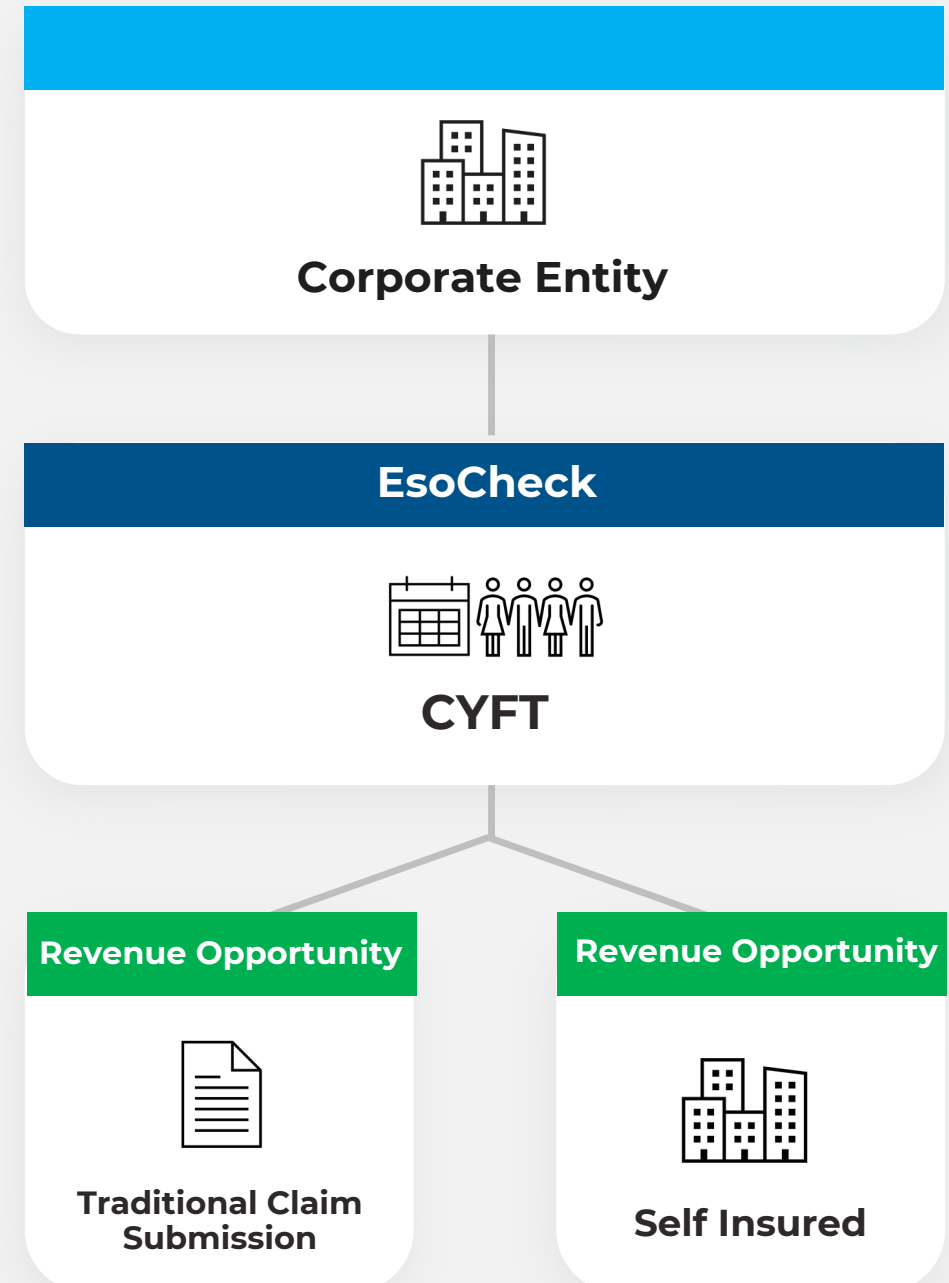 Corporate Entity
EsoCheck
CYFT
Revenue Opportunity
Revenue Opportunity
Traditional Claim
Submission
Self Insured